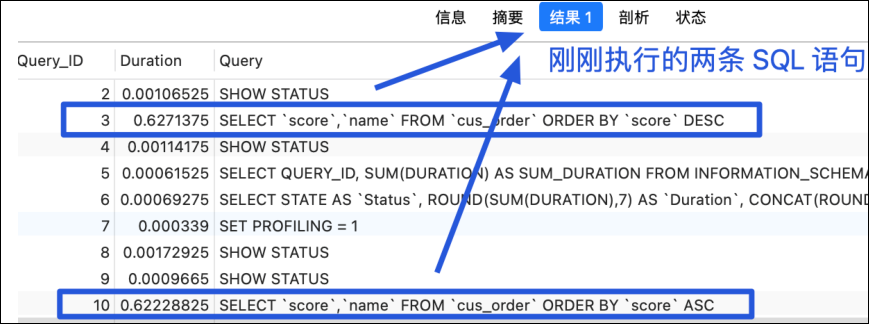 信息 摘要 结果 1 剖析 状态
刚刚执行的两条 SQL 语句
Query_ID Duration Query
2 0.00106525 SHOW STATUS
3 0.6271375 SELECT `score`,`name` FROM `cus_order` ORDER BY `score` DESC
4 0.00114175 SHOW STATUS
5 0.00061525 SELECT QUERY_ID, SUM(DURATION) AS SUM_DURATION FROM INFORMATION_SCHEMA
6 0.00069275 SELECT STATE AS `Status`, ROUND(SUM(DURATION),7) AS `Duration`, CONCAT(ROUND
7 0.000339 SET PROFILING = 1
8 0.00172925 SHOW STATUS
9 0.0009665 SHOW STATUS
10 0.62228825 SELECT `score`,`name` FROM `cus_order` ORDER BY `score` ASC